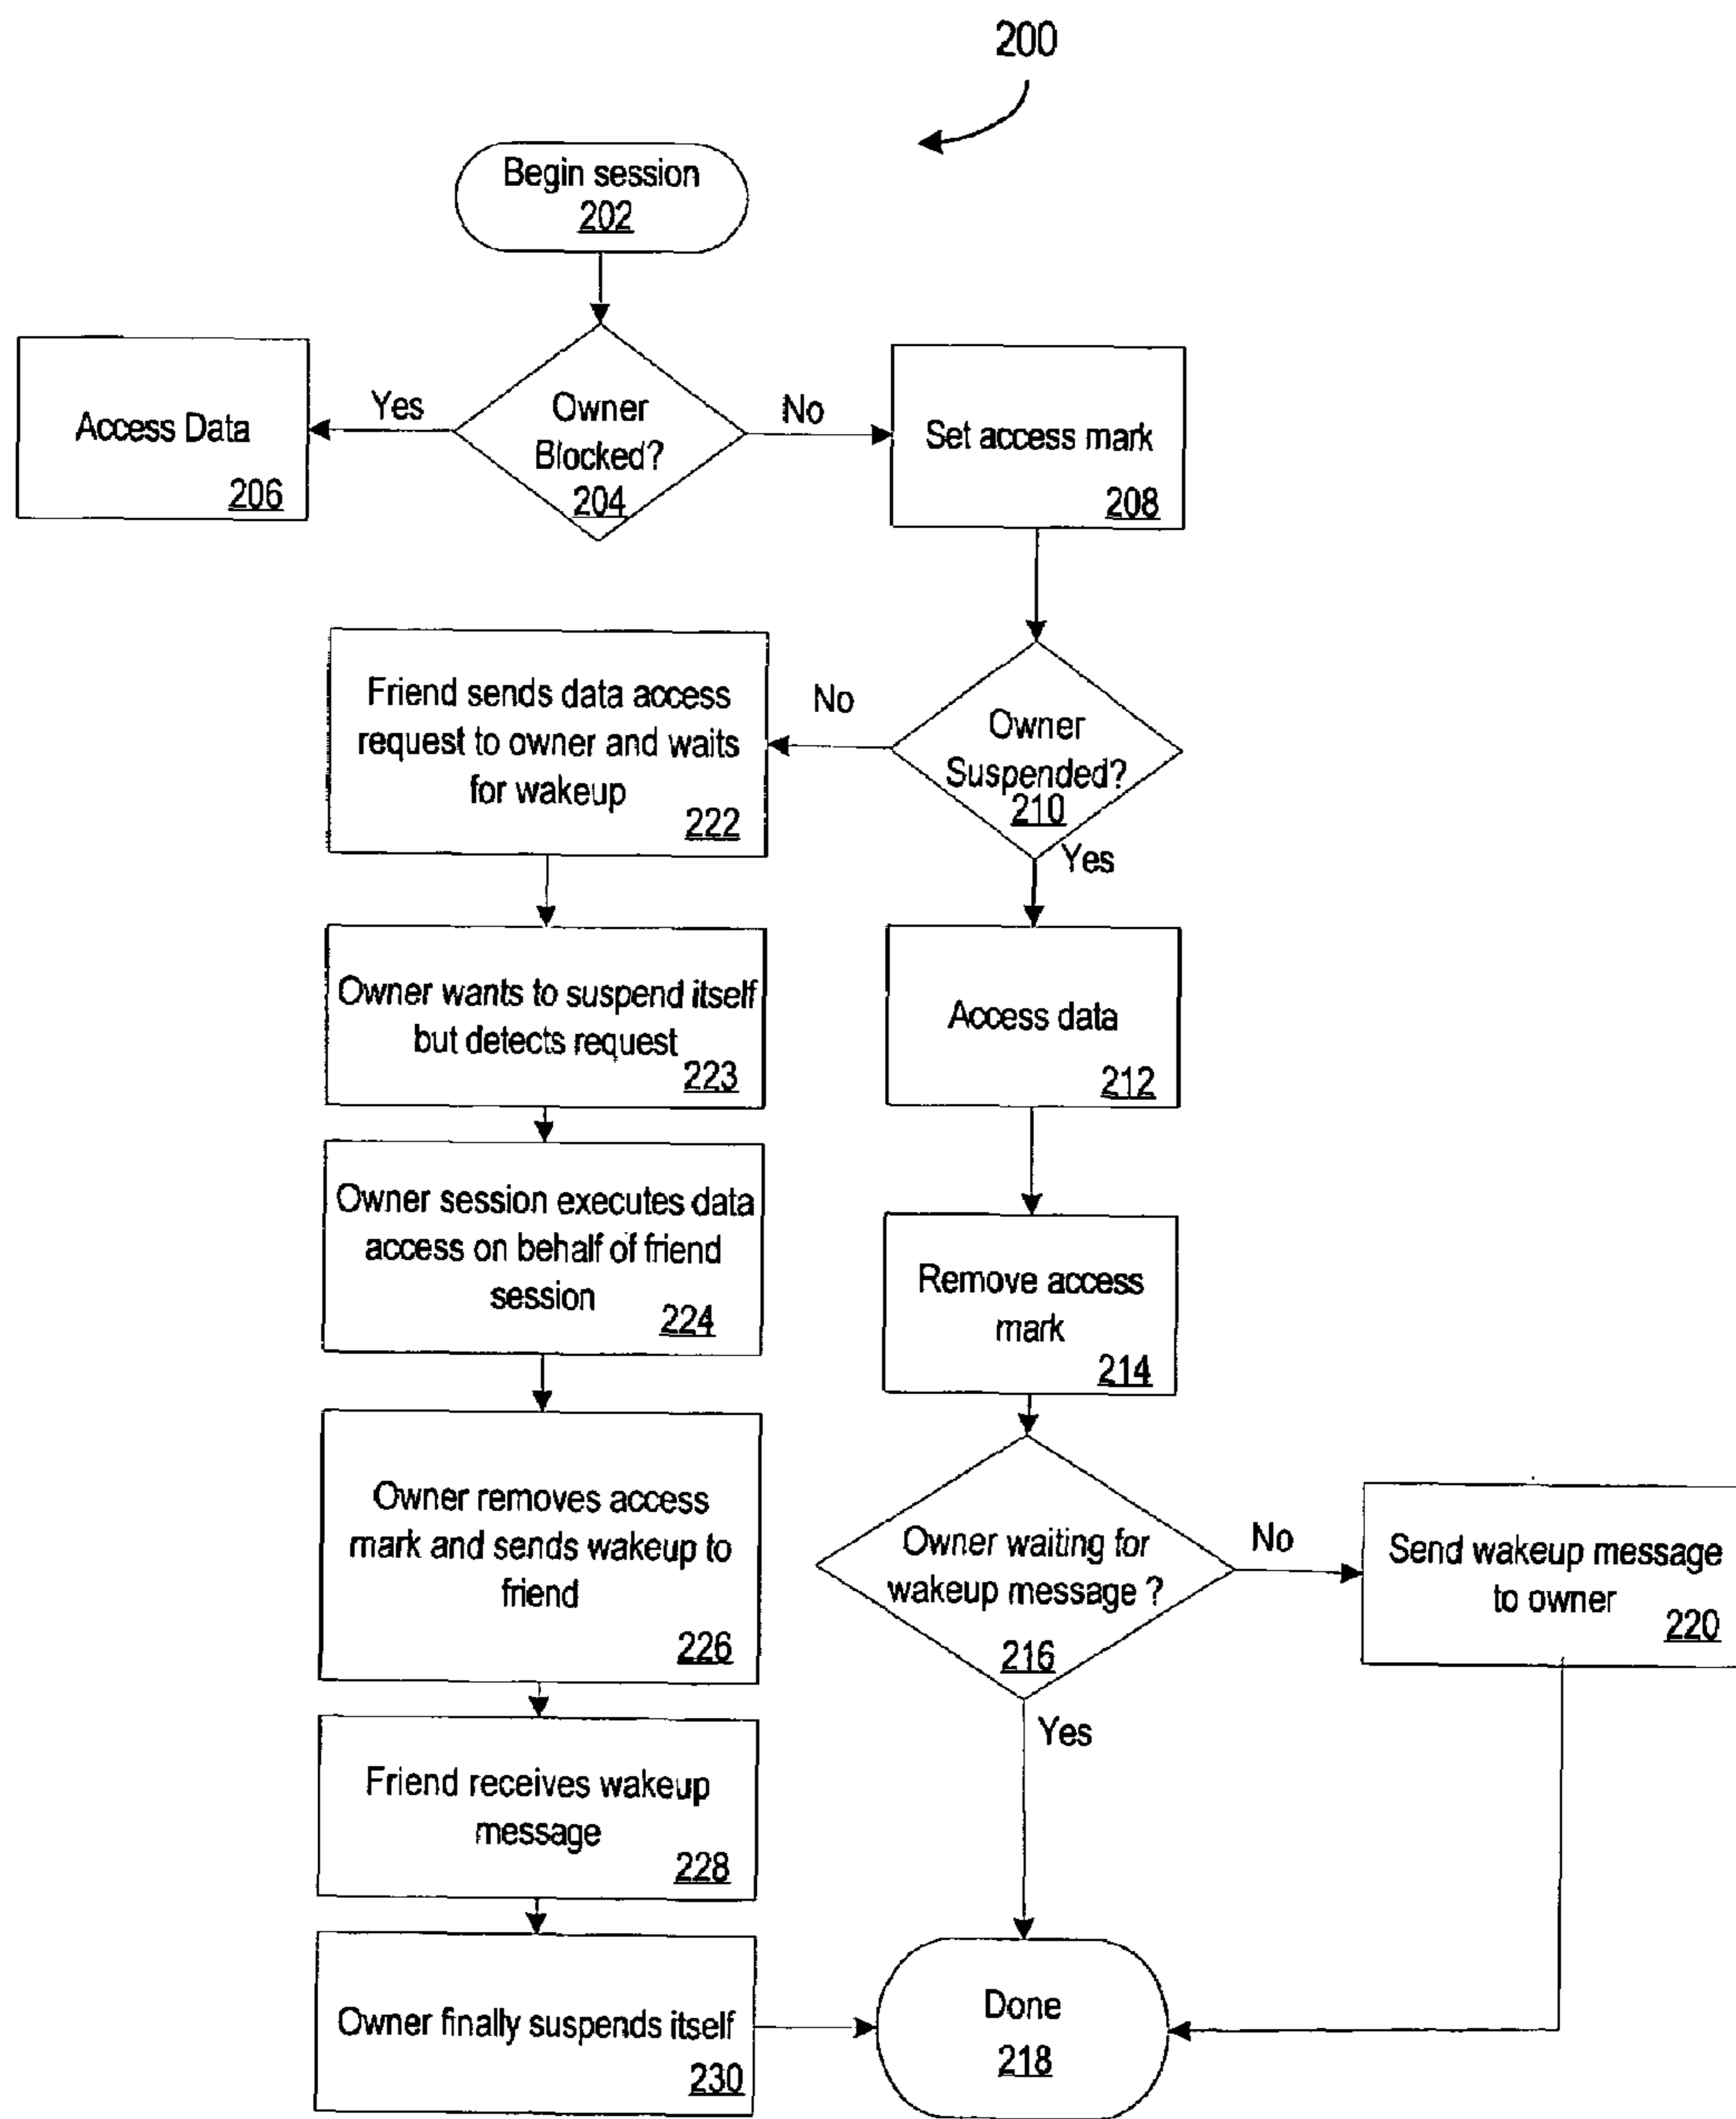 200
Begin session
202
Owner
Blocked?
204
Yes
No
Access Data
206
Set access mark
208
Owner
Suspended?
210
No
Yes
Friend sends data access
request to owner and waits
for wakeup
222
Access data
212
Owner wants to suspend itself
but detects request
223
Owner session executes data
access on behalf of friend
session
224
Remove access
mark
214
Owner removes access
mark and sends wakeup to
friend
226
Owner waiting for
wakeup message ?
216
No
Yes
Send wakeup message
to owner
220
Friend receives wakeup
message
228
Owner finally suspends itself
230
Done
218